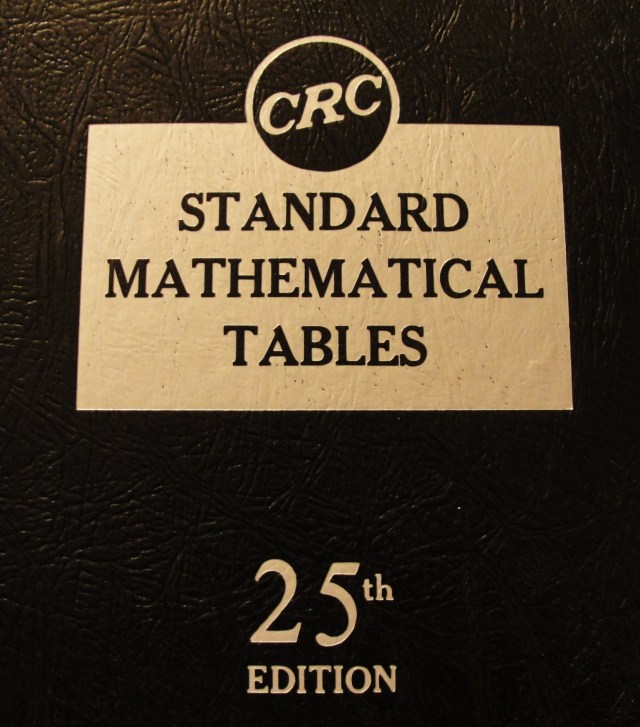 CRC
STANDARD
MATHEMATICAL
TABLES
25th
EDITION